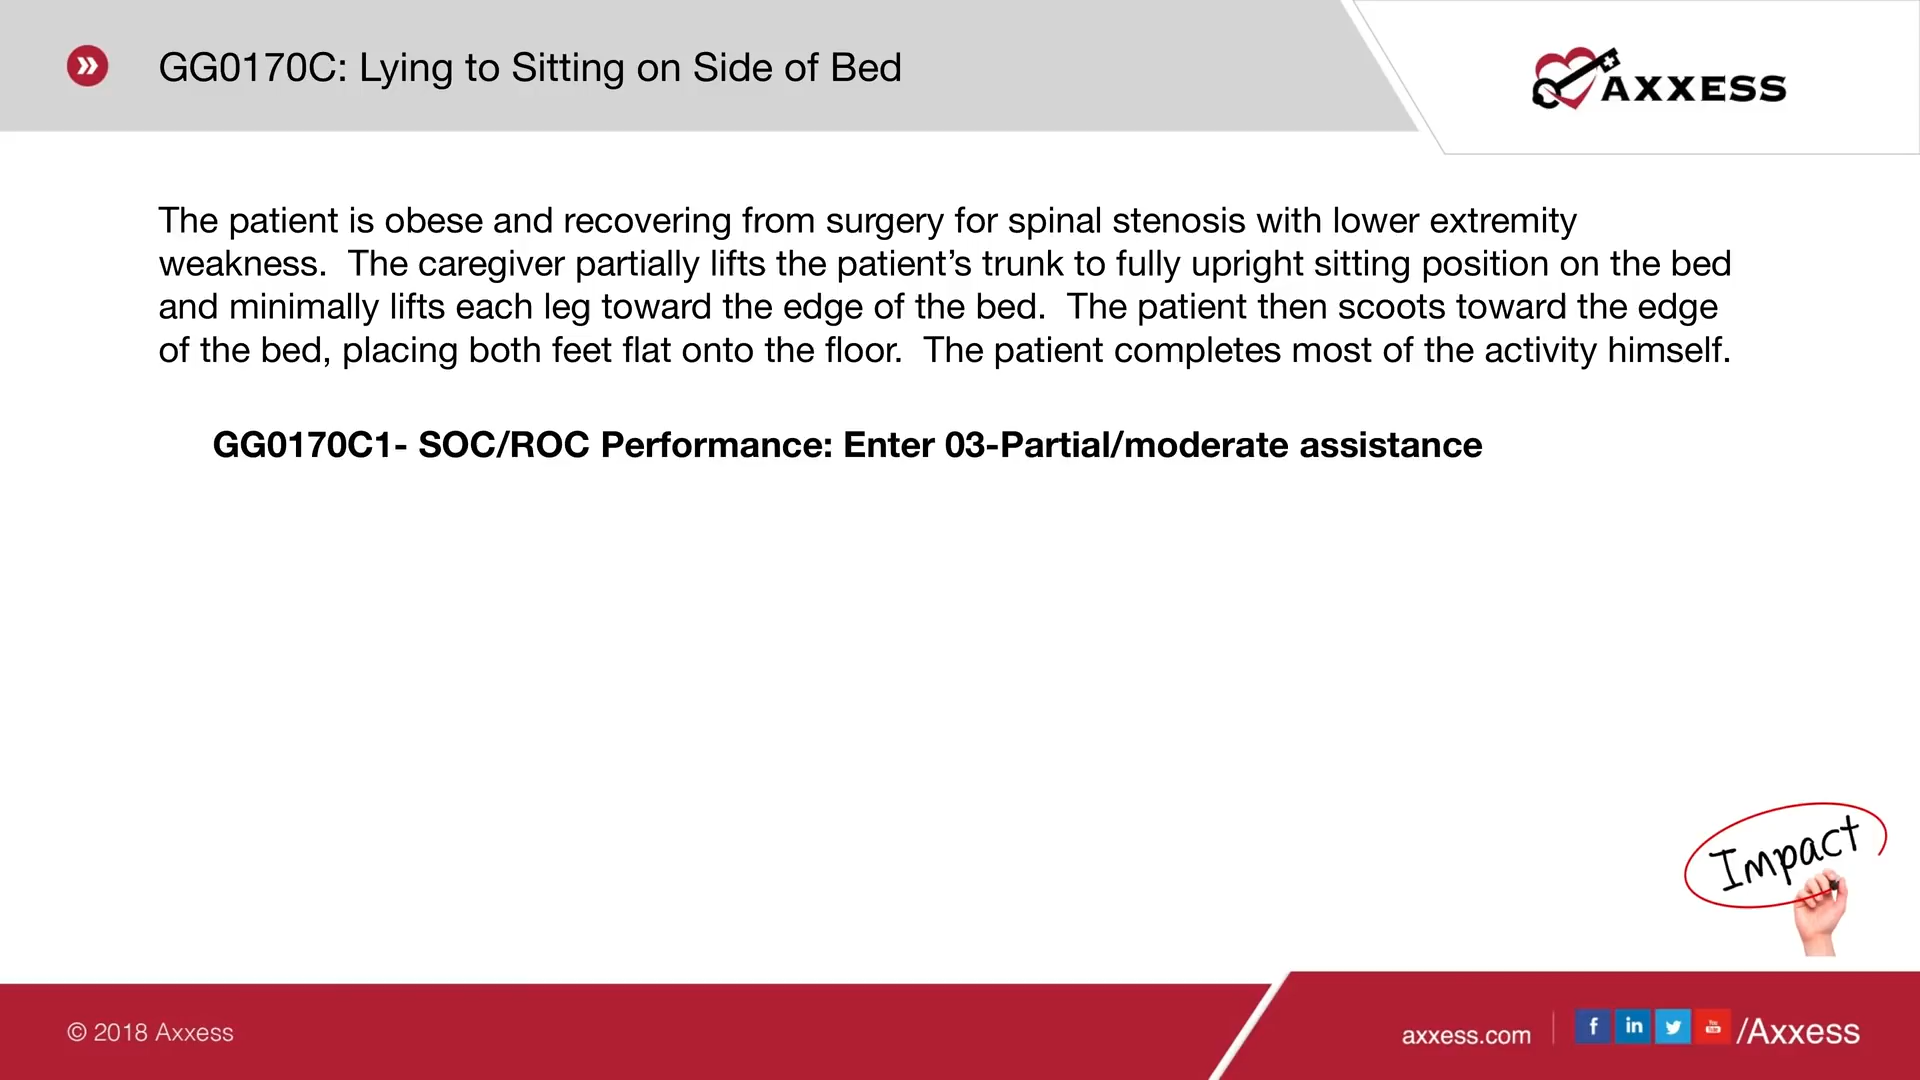 GG0170C: Lying to Sitting on Side of Bed
AXXESS
The patient is obese and recovering from surgery for spinal stenosis with lower extremity
weakness.  The caregiver partially lifts the patient’s trunk to fully upright sitting position on the bed
and minimally lifts each leg toward the edge of the bed.  The patient then scoots toward the edge
of the bed, placing both feet flat onto the floor.  The patient completes most of the activity himself.
GG0170C1- SOC/ROC Performance: Enter 03-Partial/moderate assistance
Impact
© 2018 Axxess
axxess.com
f in You Tube /Axxess